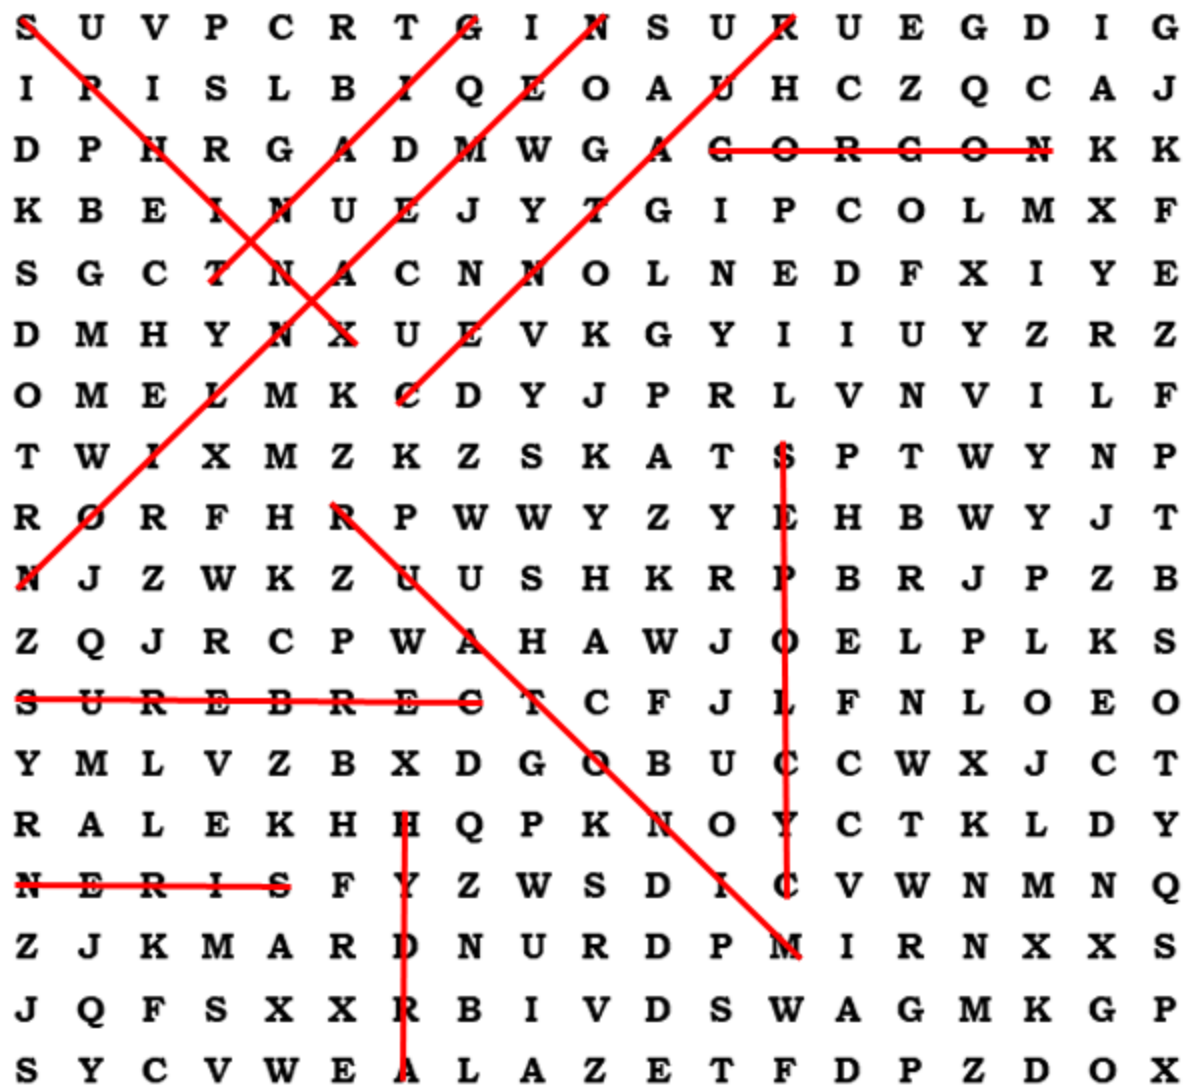 S U V P C R T G I N S U R U E G D I G
I P I S L B I Q E O A U H C Z Q C A J
D P H R G A D M W G A G O R G O N K K
K B E I N U E J Y T G I P C O L M X F
S G C T N A C N N O L N E D F X I Y E
D M H Y N X U E V K G Y I I U Y Z R Z
O M E L M K C D Y J P R L V N V I L F
T W I X M Z K Z S K A T S P T W Y N P
R O R F H R P W W Y Z Y E H B W Y J T
N J Z W K Z U U S H K R P B R J P Z B
Z Q J R C P W A H A W J O E L P L K S
S U R E B R E C T C F J L F N L O E O
Y M L V Z B X D G O B U C C W X J C T
R A L E K H H Q P K N O Y C T K L D Y
N E R I S F Y Z W S D I C V W N M N Q
Z J K M A R D N U R D P M I R N X X S
J Q F S X X R B I V D S W A G M K G P
S Y C V W E A L A Z E T F D P Z D O X